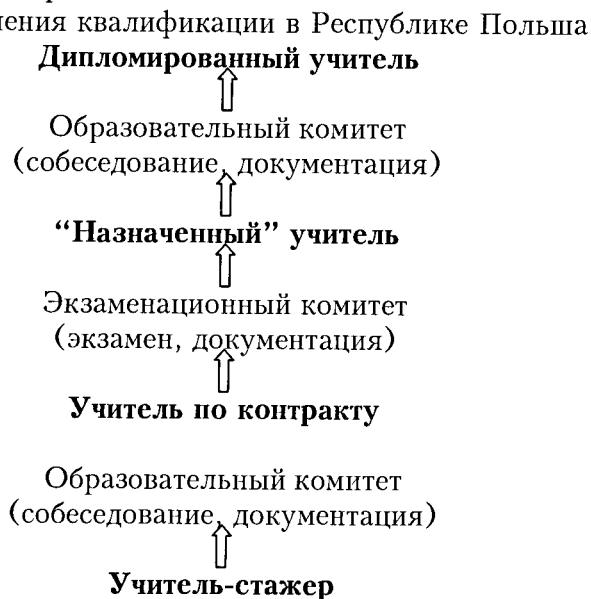 ения квалификации в Республике Польша
Дипломированный учитель
Образовательный комитет
(собеседование, документация)
“Назначенный” учитель
Экзаменационный комитет
(экзамен, документация)
Учитель по контракту
Образовательный комитет
(собеседование, документация)
Учитель-стажер